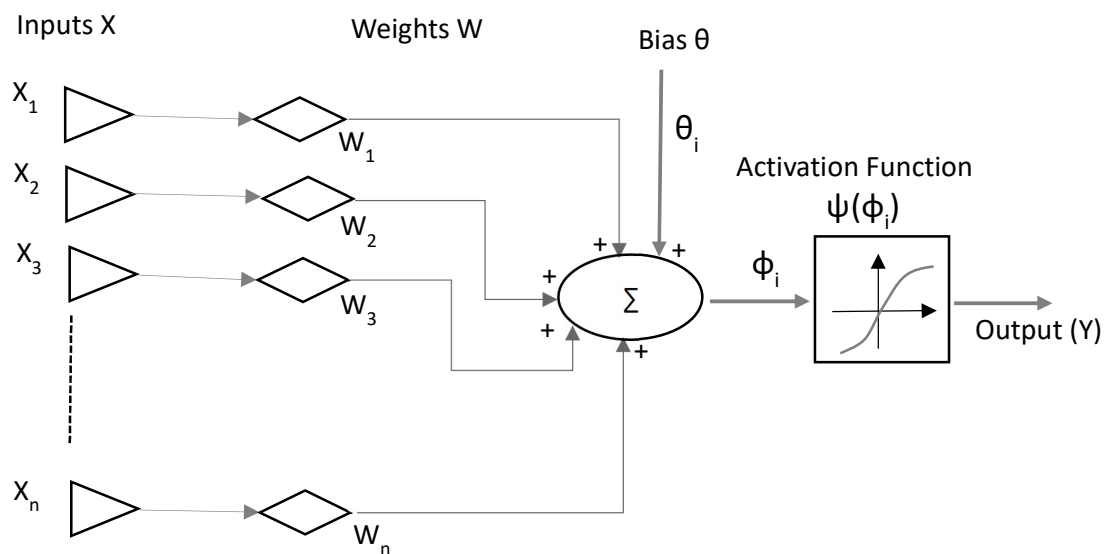 Inputs X
Weights W
Bias θ
X1
W1
θi
X2
W2
Activation Function
ψ(ϕi)
X3
W3
+
+
+
+
+
Σ
ϕi
Output (Y)
Xn
Wn